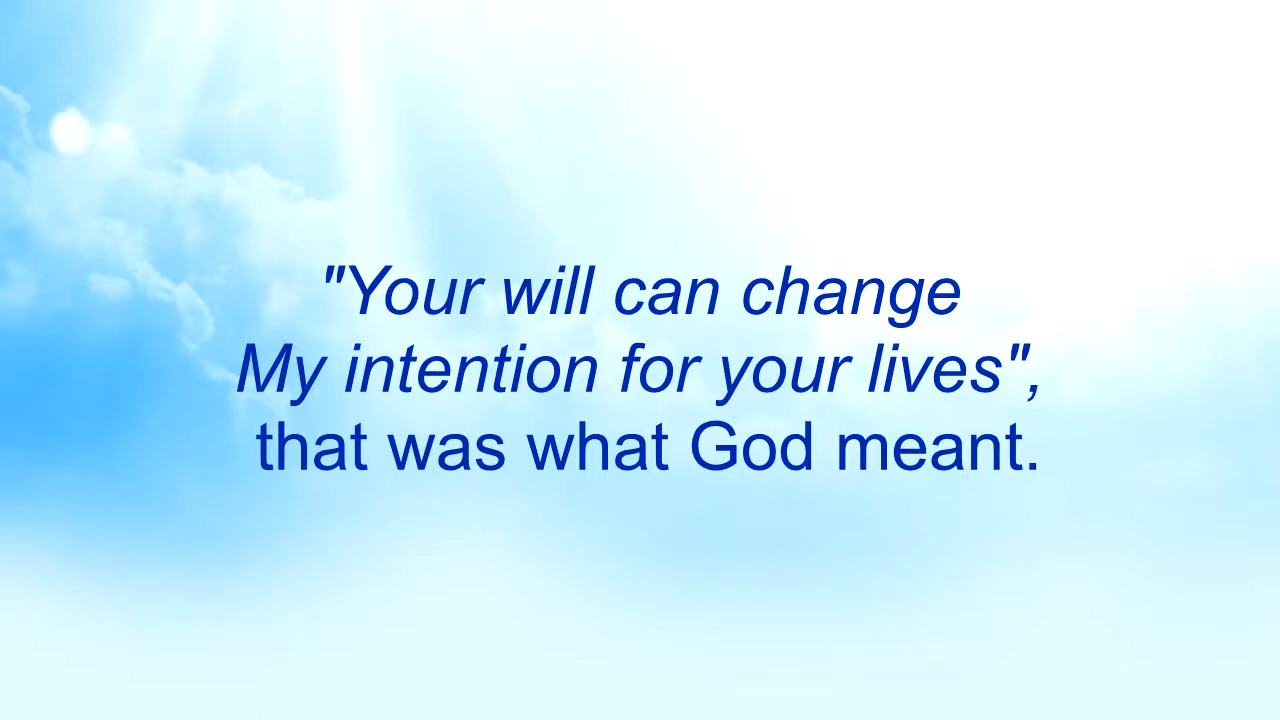 "Your will can change
My intention for your lives",
that was what God meant.